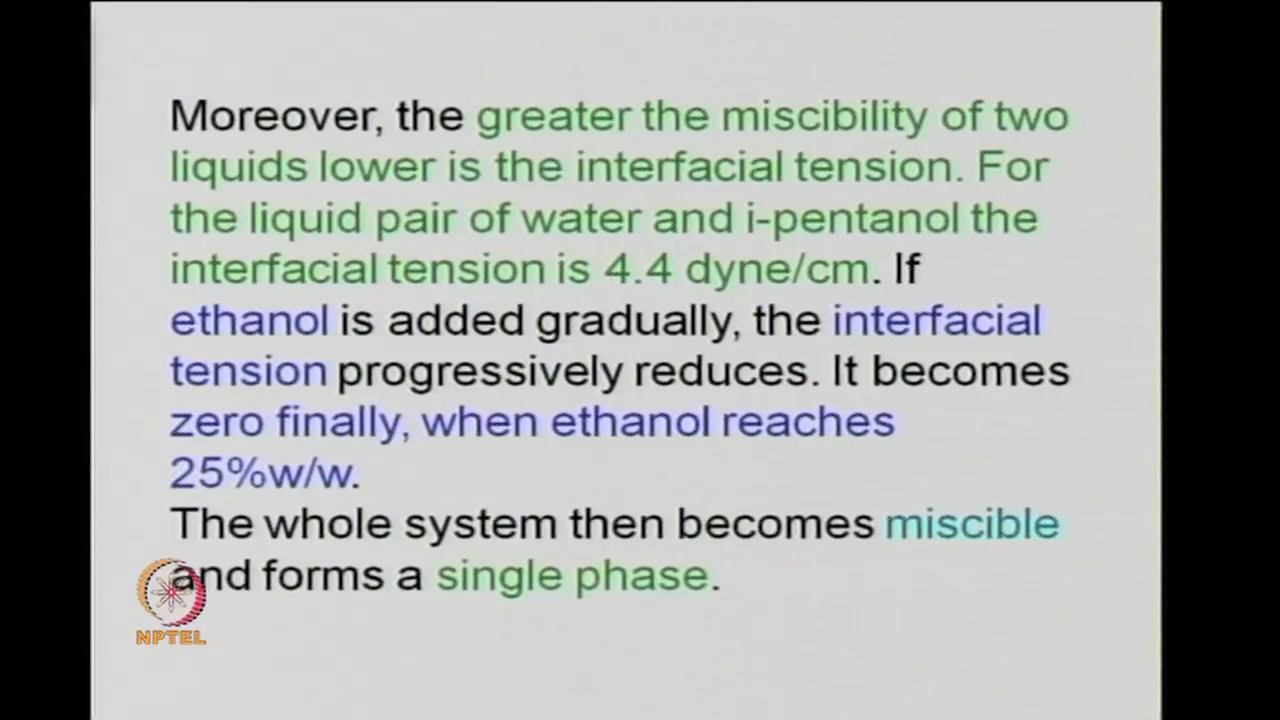 Moreover, the greater the miscibility of two
liquids lower is the interfacial tension. For
the liquid pair of water and i-pentanol the
interfacial tension is 4.4 dyne/cm. If
ethanol is added gradually, the interfacial
tension progressively reduces. It becomes
zero finally, when ethanol reaches
25%w/w.
The whole system then becomes miscible
and forms a single phase.
NPTEL